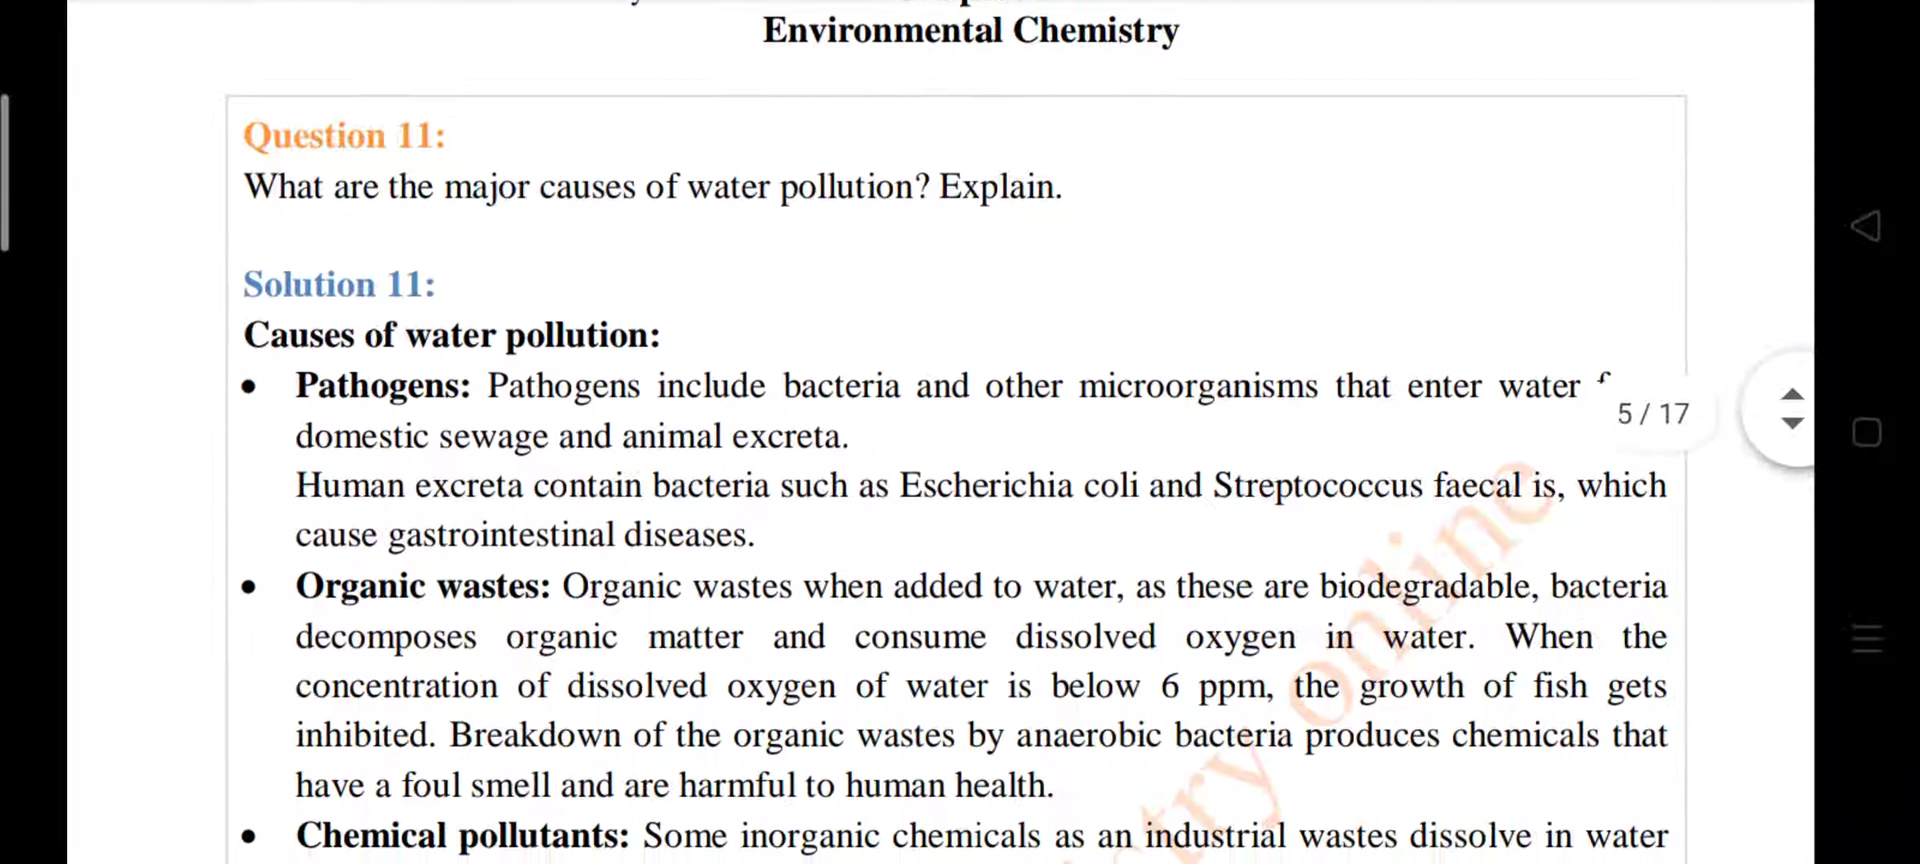 Environmental Chemistry
Question 11:
What are the major causes of water pollution? Explain.
Solution 11:
Causes of water pollution:
• Pathogens: Pathogens include bacteria and other microorganisms that enter water
5 / 17
domestic sewage and animal excreta.
Human excreta contain bacteria such as Escherichia coli and Streptococcus faecal is, which
cause gastrointestinal diseases.
• Organic wastes: Organic wastes when added to water, as these are biodegradable, bacteria
decomposes organic matter and consume dissolved oxygen in water. When the
concentration of dissolved oxygen of water is below 6 ppm, the growth of fish gets
inhibited. Breakdown of the organic wastes by anaerobic bacteria produces chemicals that
have a foul smell and are harmful to human health.
• Chemical pollutants: Some inorganic chemicals as an industrial wastes dissolve in water
online